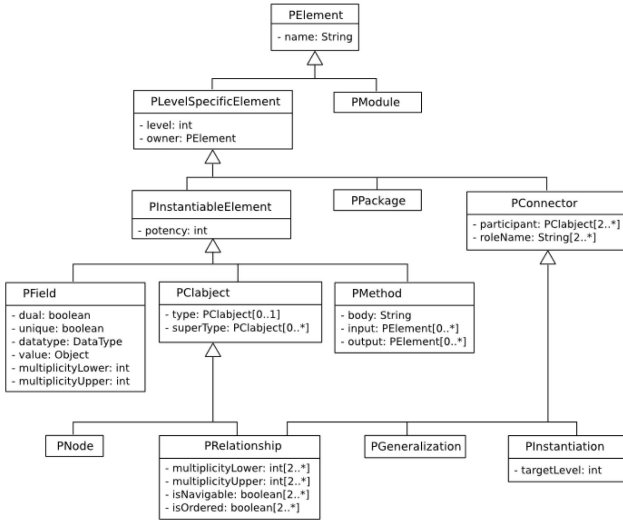 PElement
- name: String
PLevelSpecificElement
- level: int
- owner: PElement
PModule
PInstantiableElement
- potency: int
PPackage
PConnector
- participant: PClabject[2..*]
- roleName: String[2..*]
PField
- dual: boolean
- unique: boolean
- datatype: DataType
- value: Object
- multiplicityLower: int
- multiplicityUpper: int
PClabject
- type: PClabject[0..1]
- superType: PClabject[0..*]
PMethod
- body: String
- input: PElement[0..*]
- output: PElement[0..*]
PNode
PRelationship
- multiplicityLower: int[2..*]
- multiplicityUpper: int[2..*]
- isNavigable: boolean[2..*]
- isOrdered: boolean[2..*]
PGeneralization
PInstantiation
- targetLevel: int